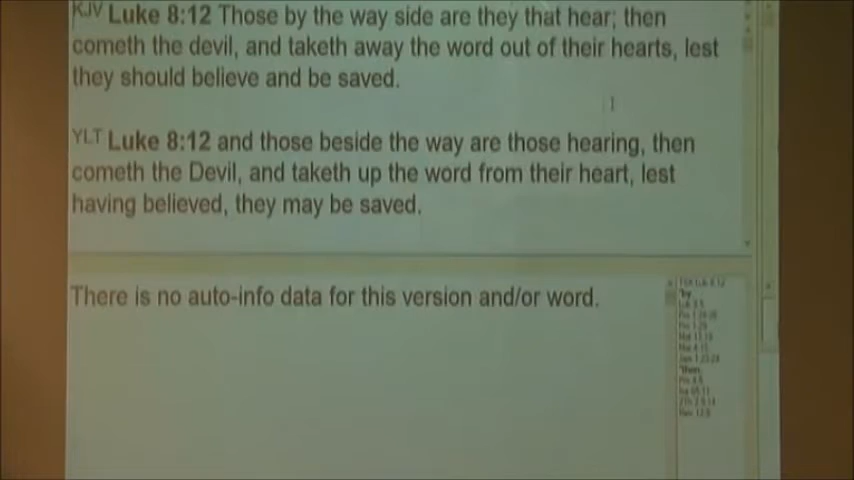 KJV Luke 8:12 Those by the way side are they that hear; then
cometh the devil, and taketh away the word out of their hearts, lest
they should believe and be saved.
YLT Luke 8:12 and those beside the way are those hearing, then
cometh the Devil, and taketh up the word from their heart, lest
having believed, they may be saved.
There is no auto-info data for this version and/or word.